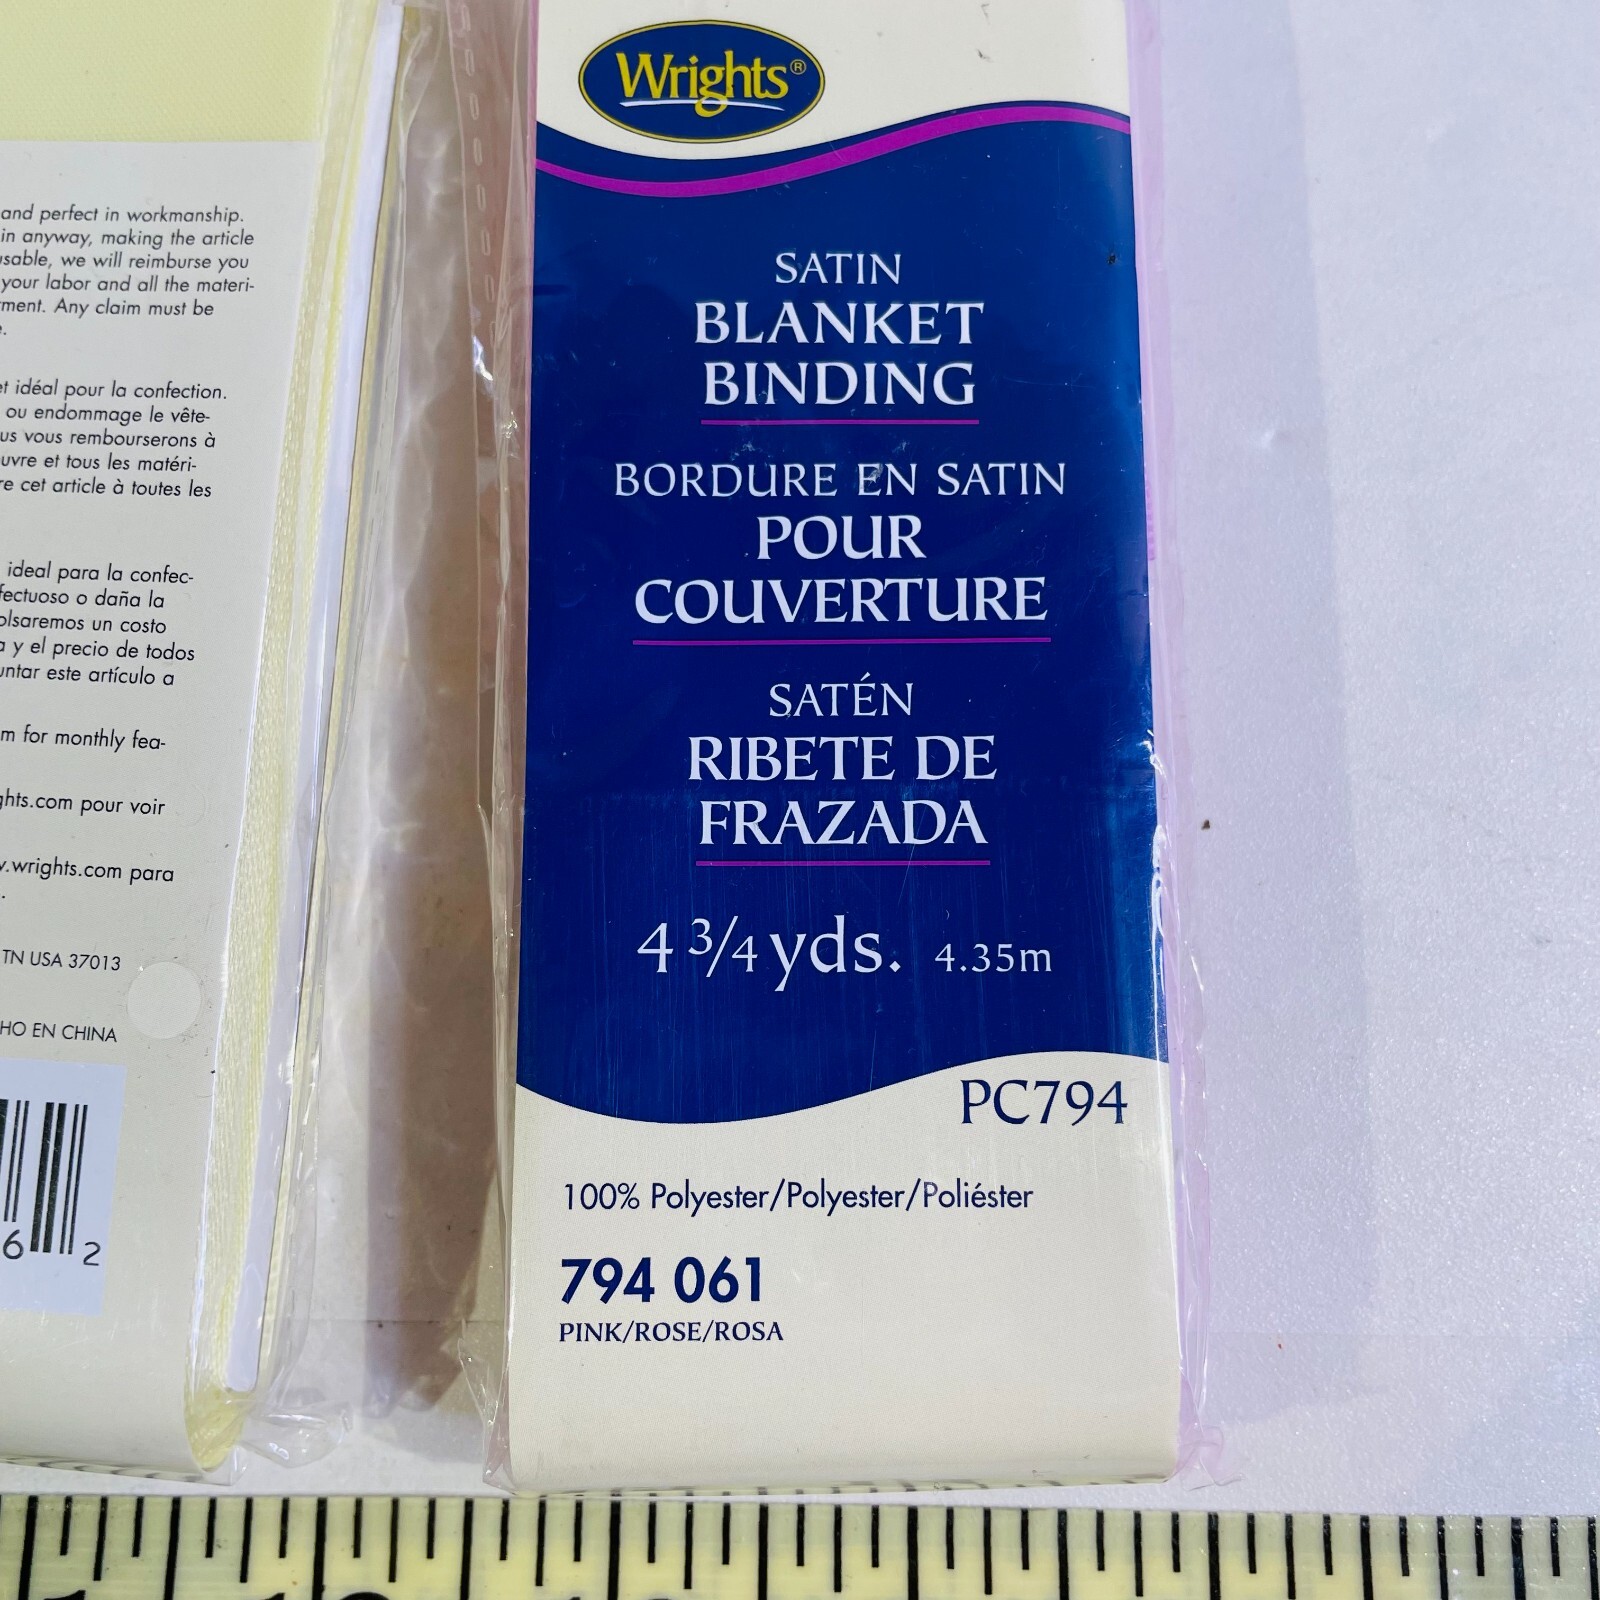 and perfect in workmanship.
in anyway, making the article
usable, we will reimburse you
your labor and all the materi-
ment. Any claim must be
et idéal pour la confection.
ou endommage le vête-
us vous rembourserons à
uvre et tous les matéri-
re cet article à toutes les
ideal para la confec-
fectuoso o daña la
olsaremos un costo
a y el precio de todos
untar este artículo a
m for monthly fea-
ghts.com pour voir
w.wrights.com para
TN USA 37013
HO EN CHINA
6 2
Wrights®
SATIN
BLANKET
BINDING
BORDURE EN SATIN
POUR
COUVERTURE
SATÉN
RIBETE DE
FRAZADA
4 3/4 yds. 4.35m
PC794
100% Polyester/Polyester/Poliéster
794 061
PINK/ROSE/ROSA